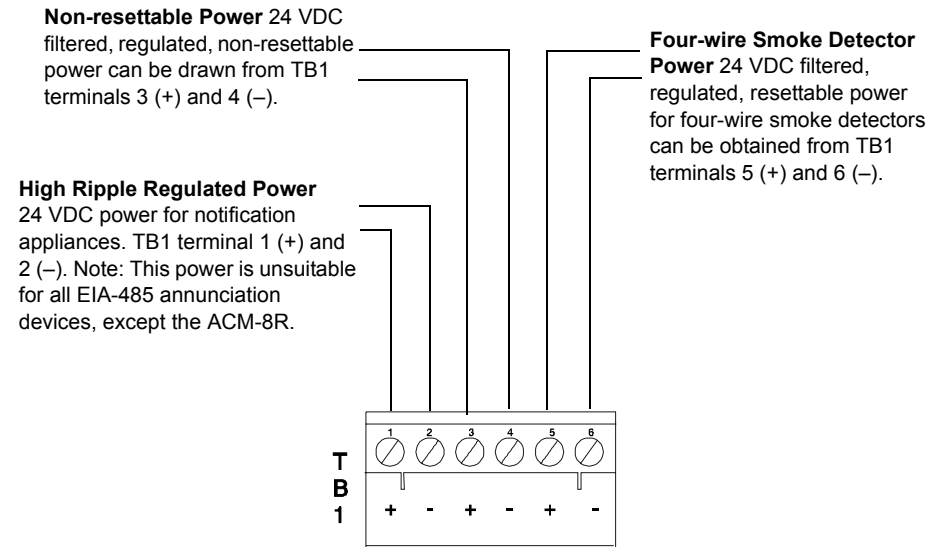 Non-resettable Power 24 VDC
filtered, regulated, non-resettable
power can be drawn from TB1
terminals 3 (+) and 4 (–).
Four-wire Smoke Detector
Power 24 VDC filtered,
regulated, resettable power
for four-wire smoke detectors
can be obtained from TB1
terminals 5 (+) and 6 (–).
High Ripple Regulated Power
24 VDC power for notification
appliances. TB1 terminal 1 (+) and
2 (–). Note: This power is unsuitable
for all EIA-485 annunciation
devices, except the ACM-8R.
1 2 3 4 5 6
T
B
1
+ - + - + -